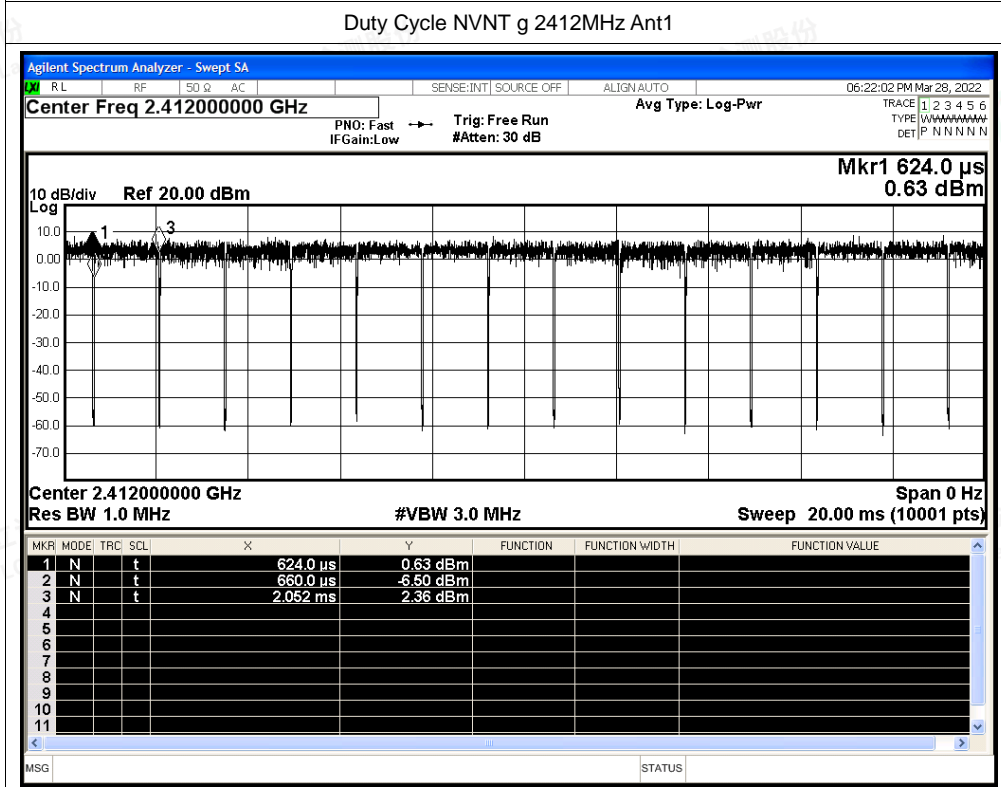 Duty Cycle NVNT g 2412MHz Ant1
Agilent Spectrum Analyzer - Swept SA
LXI RL RF 50 Ω AC SENSE:INT SOURCE OFF ALIGN AUTO 06:22:02 PM Mar 28, 2022
Center Freq 2.412000000 GHz
PNO: Fast
IFGain:Low
Trig: Free Run
#Atten: 30 dB
Avg Type: Log-Pwr
TRACE 1 2 3 4 5 6
TYPE WWWWWW
DET P N N N N N
Mkr1 624.0 µs
0.63 dBm
10 dB/div Ref 20.00 dBm
Log
10.0
0.00
-10.0
-20.0
-30.0
-40.0
-50.0
-60.0
-70.0
1
3
Center 2.412000000 GHz Span 0 Hz
Res BW 1.0 MHz #VBW 3.0 MHz Sweep 20.00 ms (10001 pts)
MKR MODE TRC SCL X Y FUNCTION FUNCTION WIDTH FUNCTION VALUE
1 N t 624.0 µs 0.63 dBm
2 N t 660.0 µs -6.50 dBm
3 N t 2.052 ms 2.36 dBm
4
5
6
7
8
9
10
11
MSG STATUS